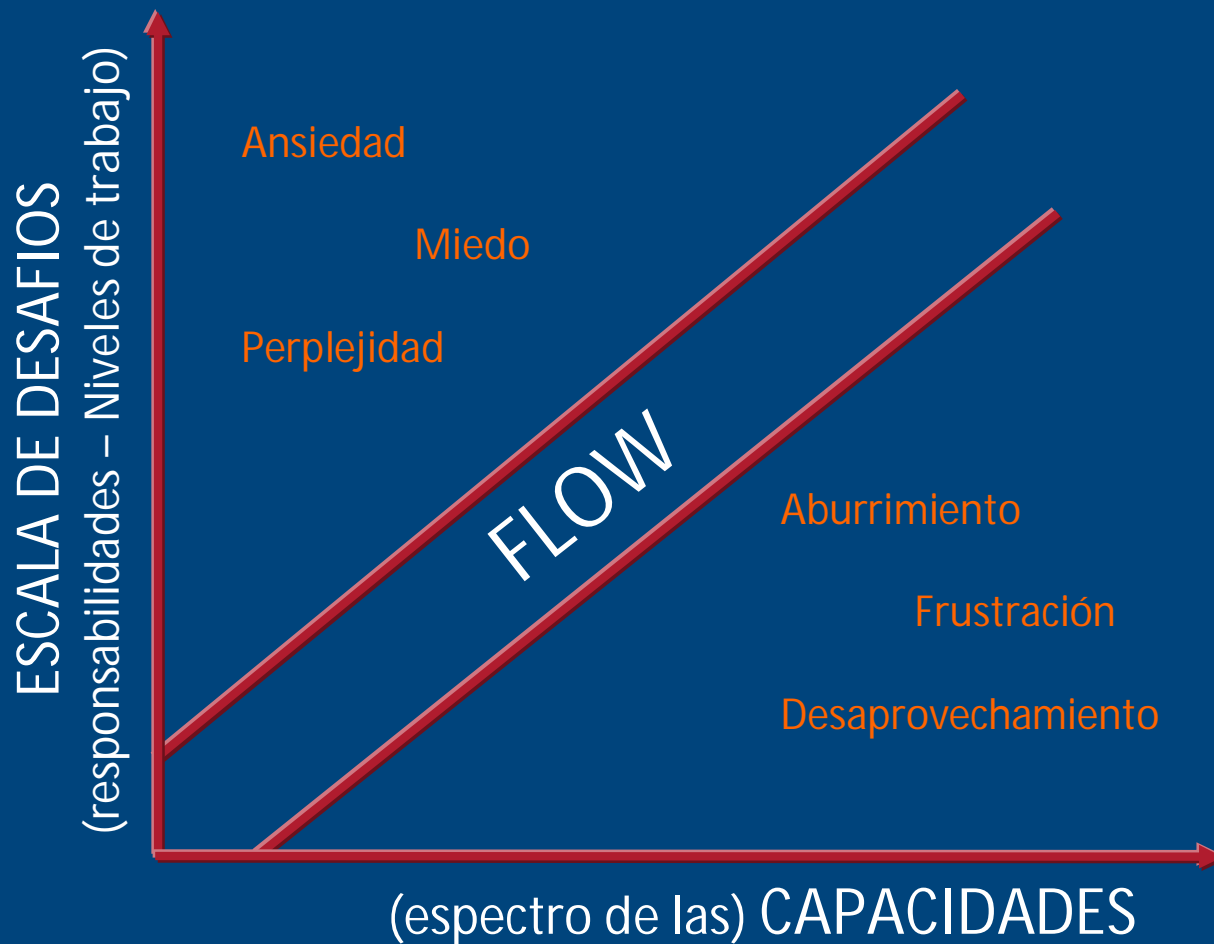 ESCALA DE DESAFIOS
(responsabilidades – Niveles de trabajo)
Ansiedad
Miedo
Perplejidad
FLOW
Aburrimiento
Frustración
Desaprovechamiento
(espectro de las) CAPACIDADES